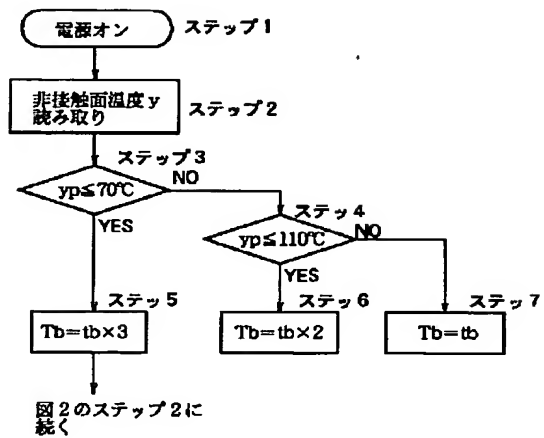 電源オン
ステップ1
非接触面温度y
読み取り
ステップ2
ステップ3
yp≦70℃
NO
YES
ステップ4
yp≦110℃
NO
YES
ステップ5
Tb=tb×3
ステップ6
Tb=tb×2
ステップ7
Tb=tb
図2のステップ2に
続く